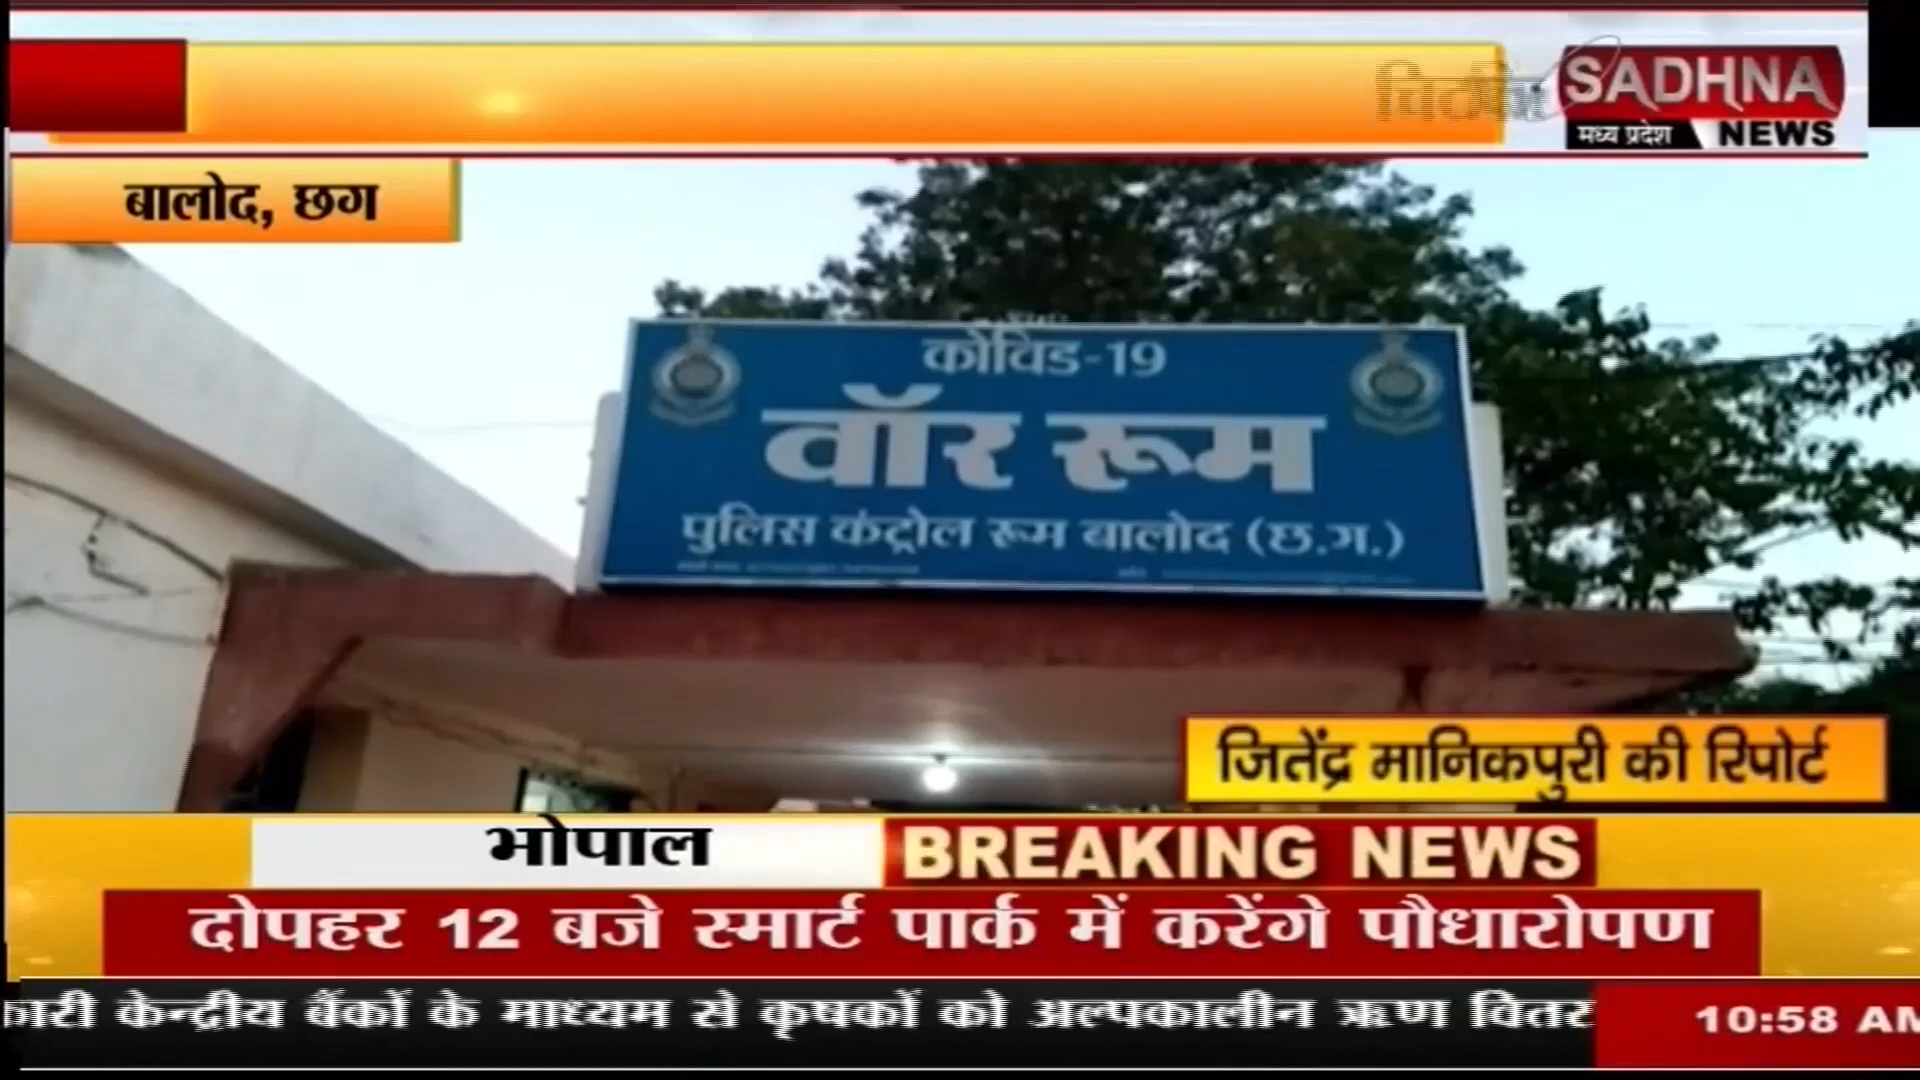 SADHNA
मध्य प्रदेश NEWS
बालोद, छग
कोविड-19
वॉर रूम
पुलिस कंट्रोल रूम बालोद (छ.ग.)
जितेंद्र मानिकपुरी की रिपोर्ट
भोपाल BREAKING NEWS
दोपहर 12 बजे स्मार्ट पार्क में करेंगे पौधारोपण
कारी केन्द्रीय बैंकों के माध्यम से कृषकों को अल्पकालीन ऋण वितर
10:58 AM